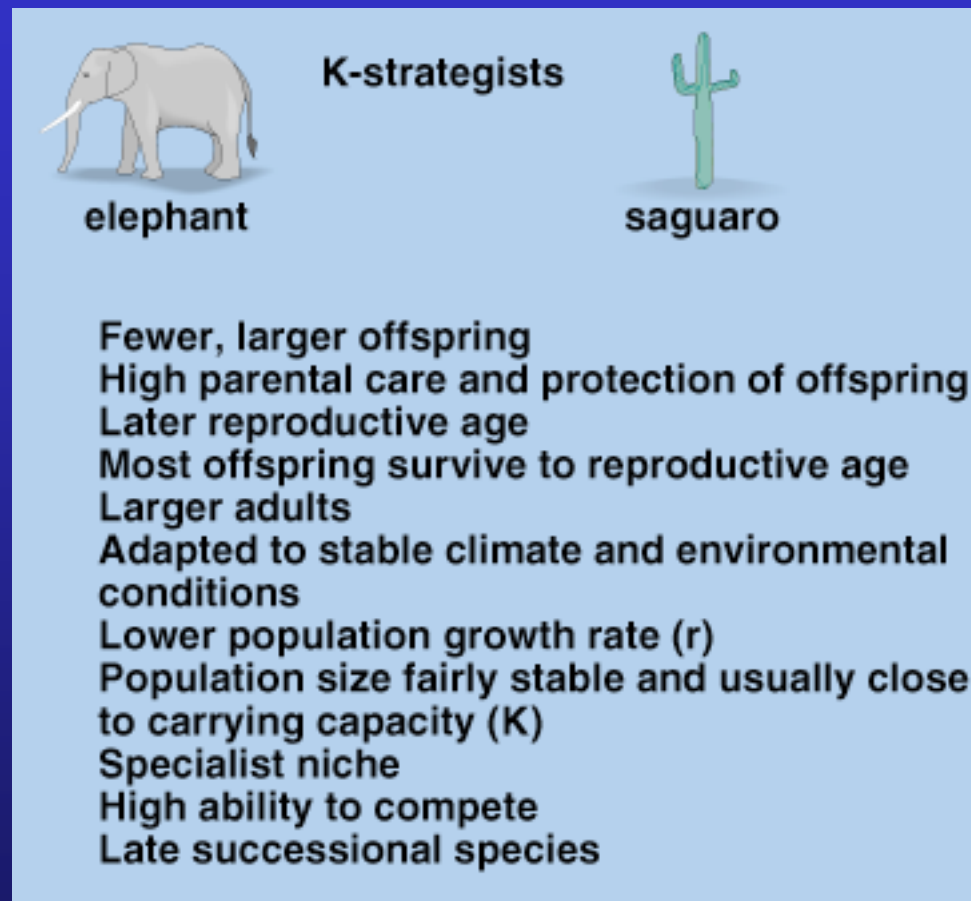 K-strategists
elephant
saguaro
Fewer, larger offspring
High parental care and protection of offspring
Later reproductive age
Most offspring survive to reproductive age
Larger adults
Adapted to stable climate and environmental
conditions
Lower population growth rate (r)
Population size fairly stable and usually close
to carrying capacity (K)
Specialist niche
High ability to compete
Late successional species